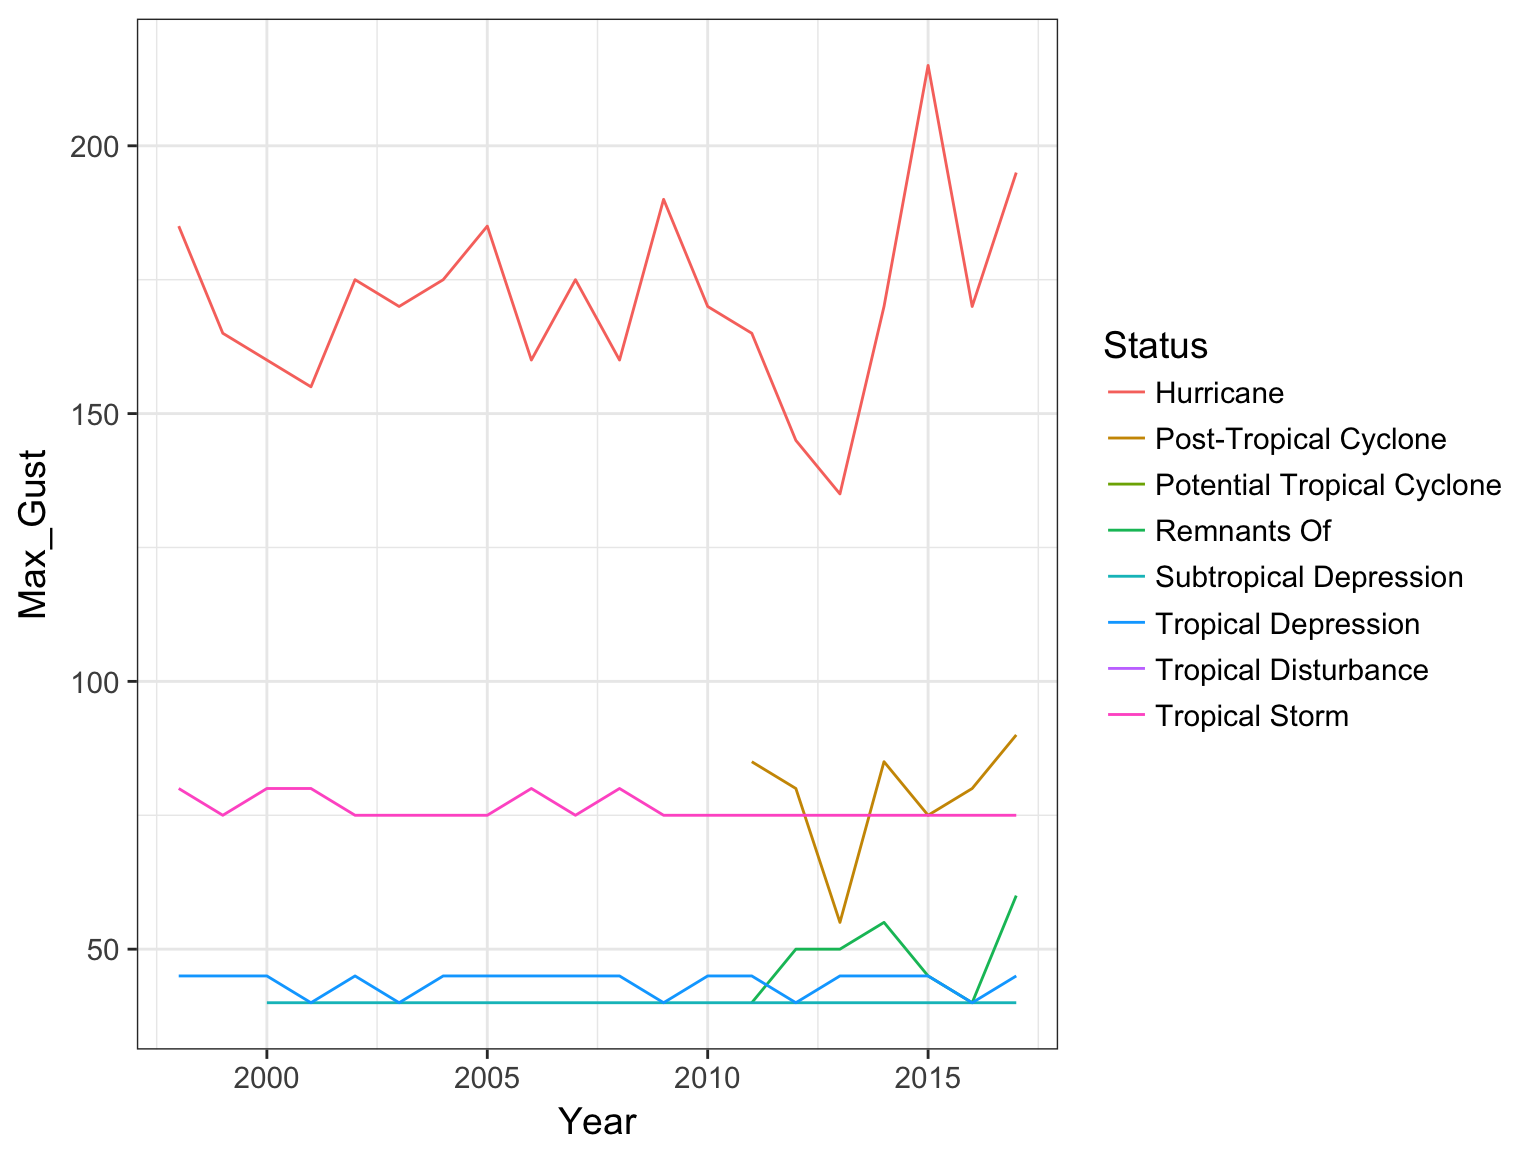 200
150
100
50
Max_Gust
2000 2005 2010 2015
Year
Status
Hurricane
Post-Tropical Cyclone
Potential Tropical Cyclone
Remnants Of
Subtropical Depression
Tropical Depression
Tropical Disturbance
Tropical Storm